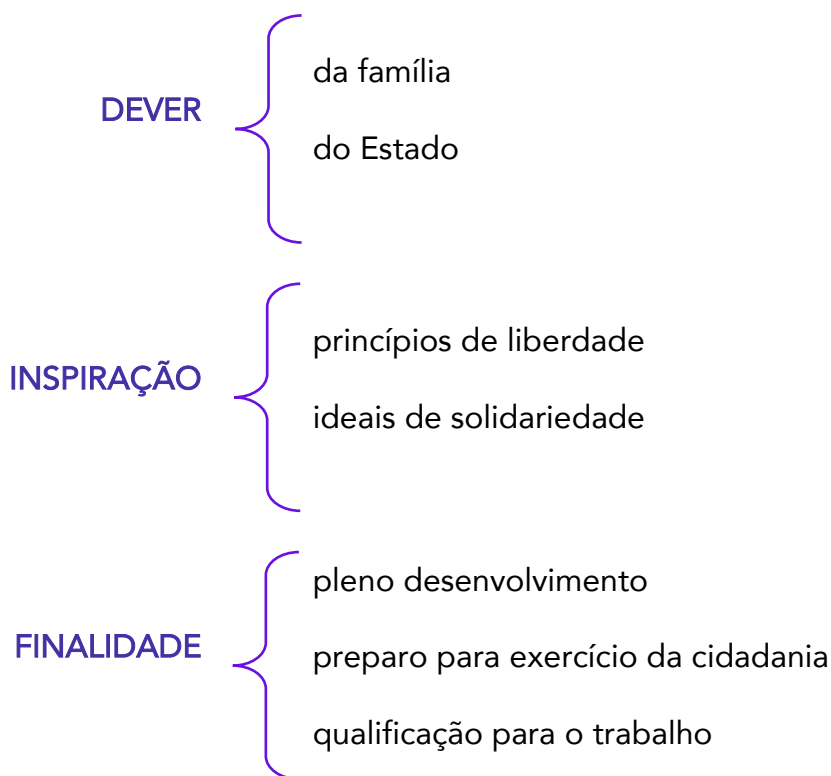 da família
DEVER
do Estado
princípios de liberdade
INSPIRAÇÃO
ideais de solidariedade
pleno desenvolvimento
FINALIDADE
preparo para exercício da cidadania
qualificação para o trabalho